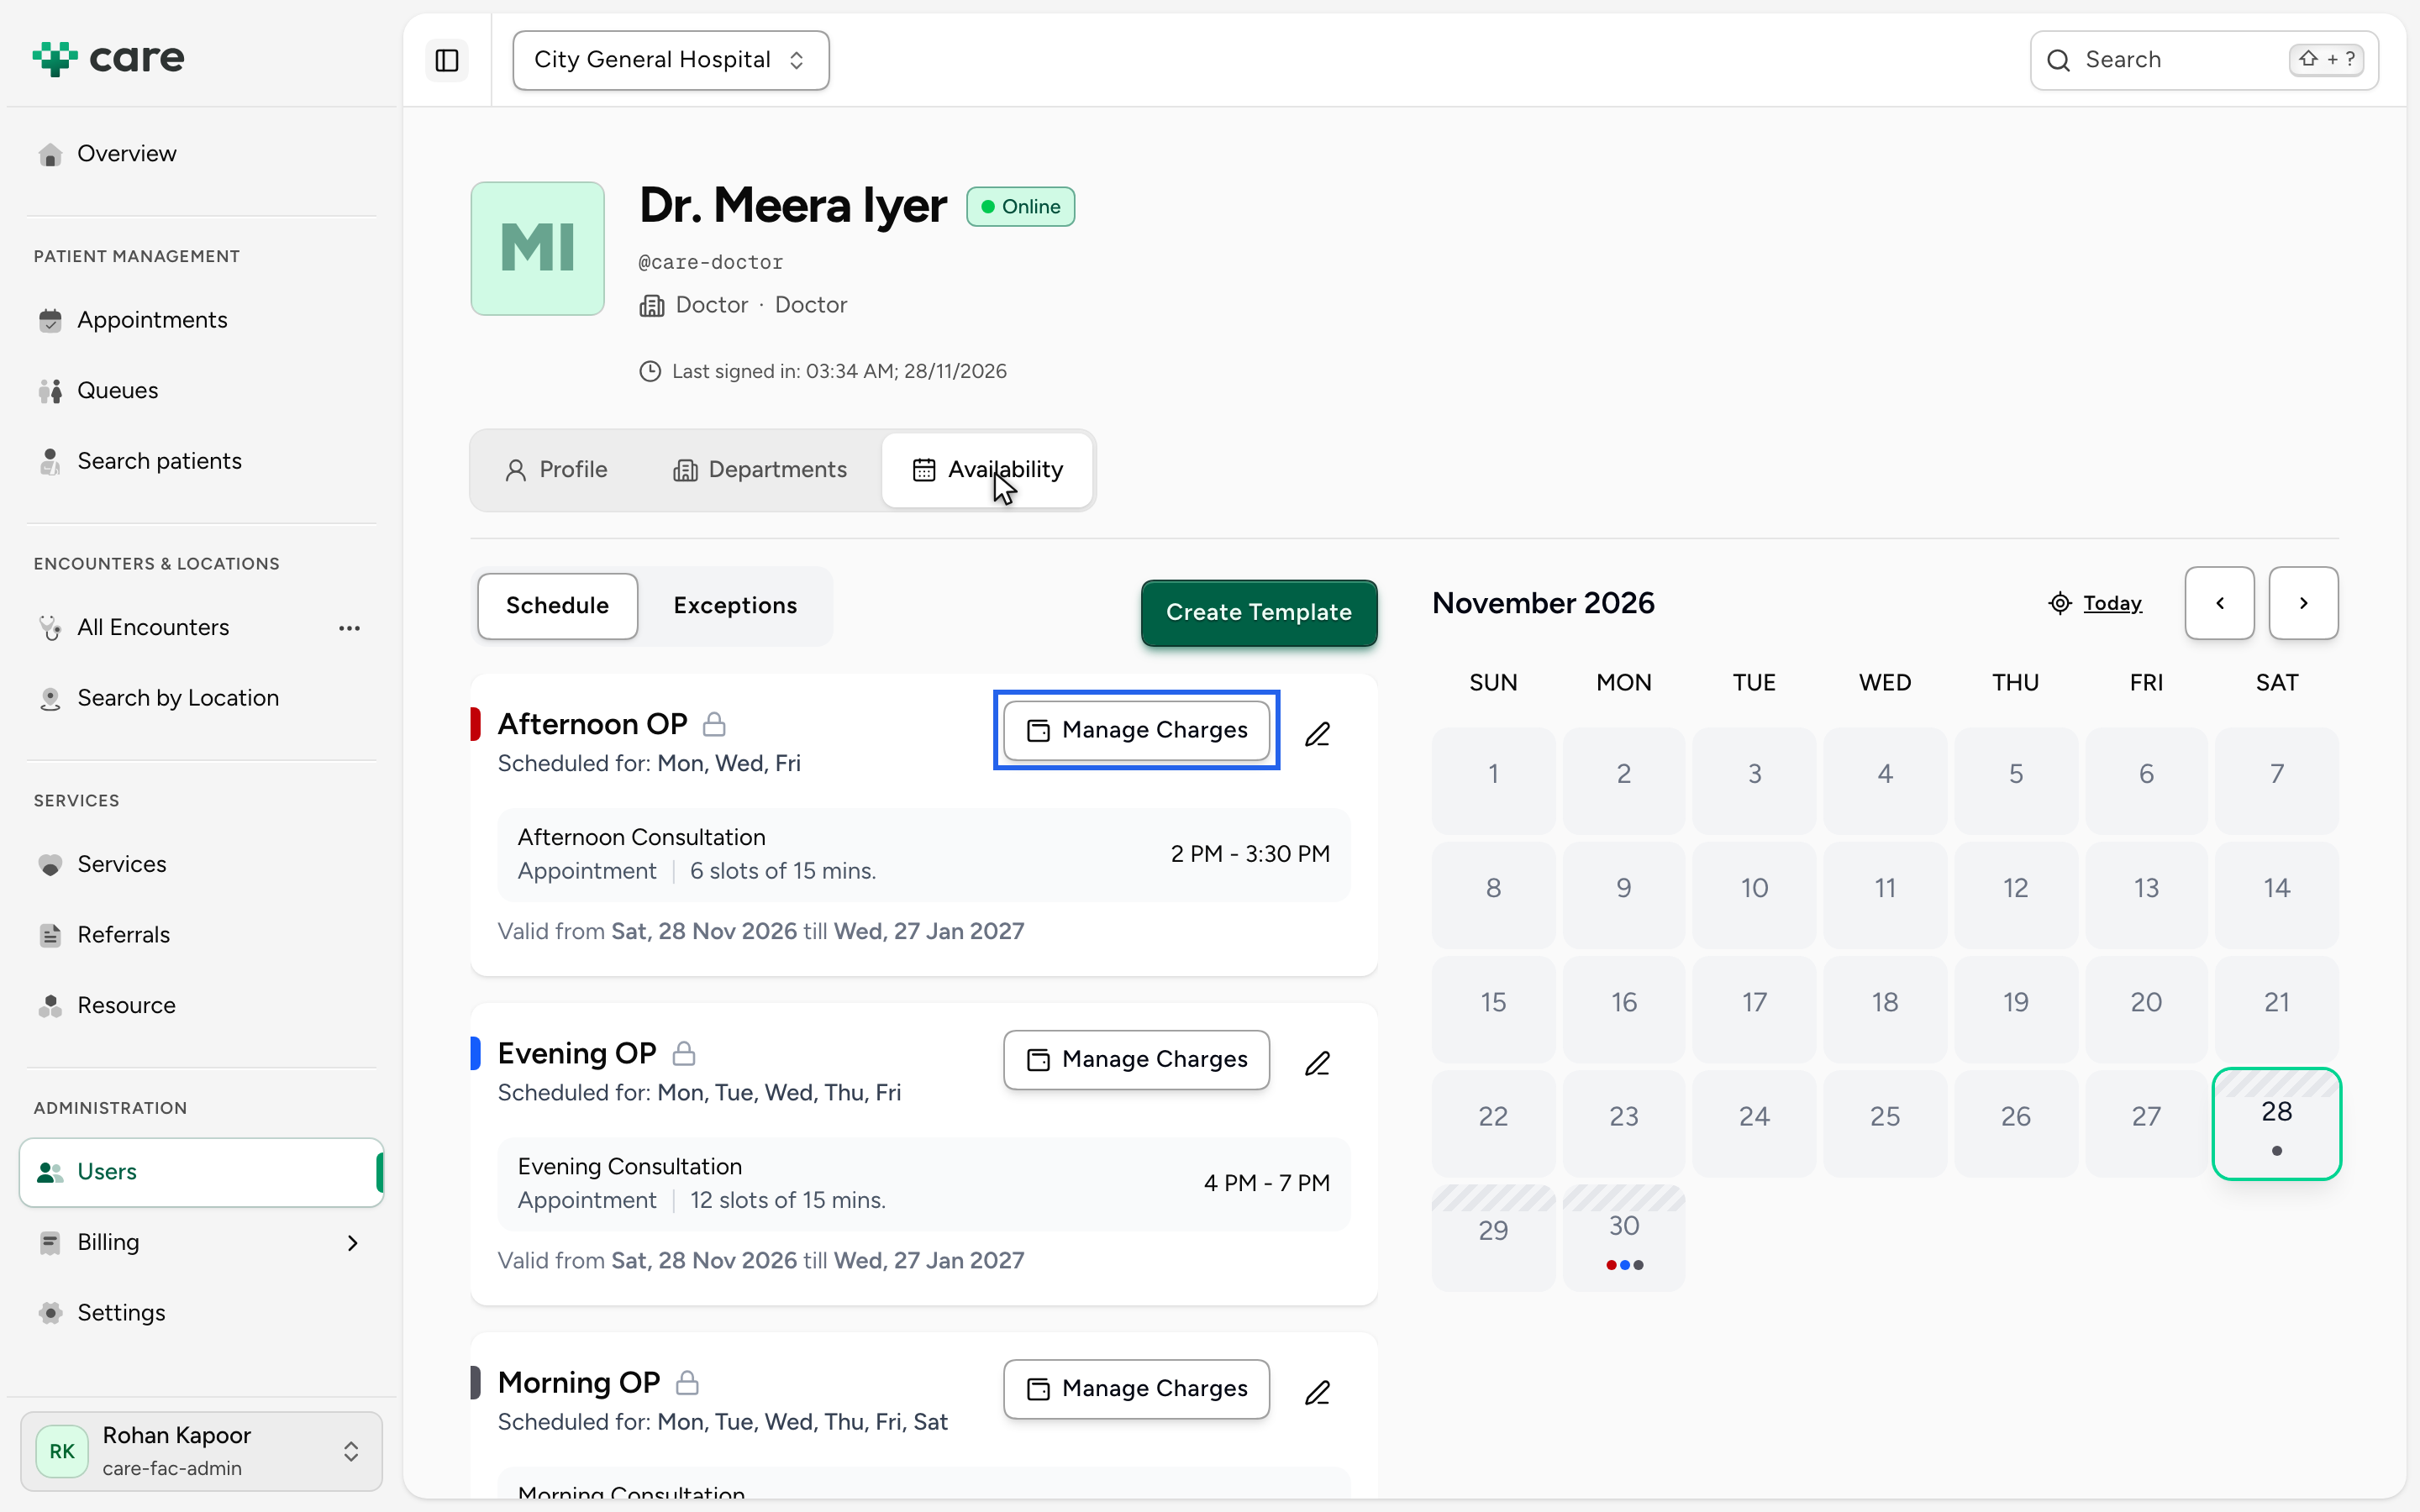 care
City General Hospital
Search
+ ?
Overview
PATIENT MANAGEMENT
Appointments
Queues
Search patients
ENCOUNTERS & LOCATIONS
All Encounters
Search by Location
SERVICES
Services
Referrals
Resource
ADMINISTRATION
Users
Billing
Settings
RK
Rohan Kapoor
care-fac-admin
MI
Dr. Meera Iyer
Online
@care-doctor
Doctor · Doctor
Last signed in: 03:34 AM; 28/11/2026
Profile
Departments
Availability
Schedule
Exceptions
Create Template
Afternoon OP
Manage Charges
Scheduled for: Mon, Wed, Fri
Afternoon Consultation
Appointment | 6 slots of 15 mins.
2 PM - 3:30 PM
Valid from Sat, 28 Nov 2026 till Wed, 27 Jan 2027
Evening OP
Manage Charges
Scheduled for: Mon, Tue, Wed, Thu, Fri
Evening Consultation
Appointment | 12 slots of 15 mins.
4 PM - 7 PM
Valid from Sat, 28 Nov 2026 till Wed, 27 Jan 2027
Morning OP
Manage Charges
Scheduled for: Mon, Tue, Wed, Thu, Fri, Sat
Morning Consultation
November 2026
Today
SUN MON TUE WED THU FRI SAT
1 2 3 4 5 6 7
8 9 10 11 12 13 14
15 16 17 18 19 20 21
22 23 24 25 26 27 28
29 30